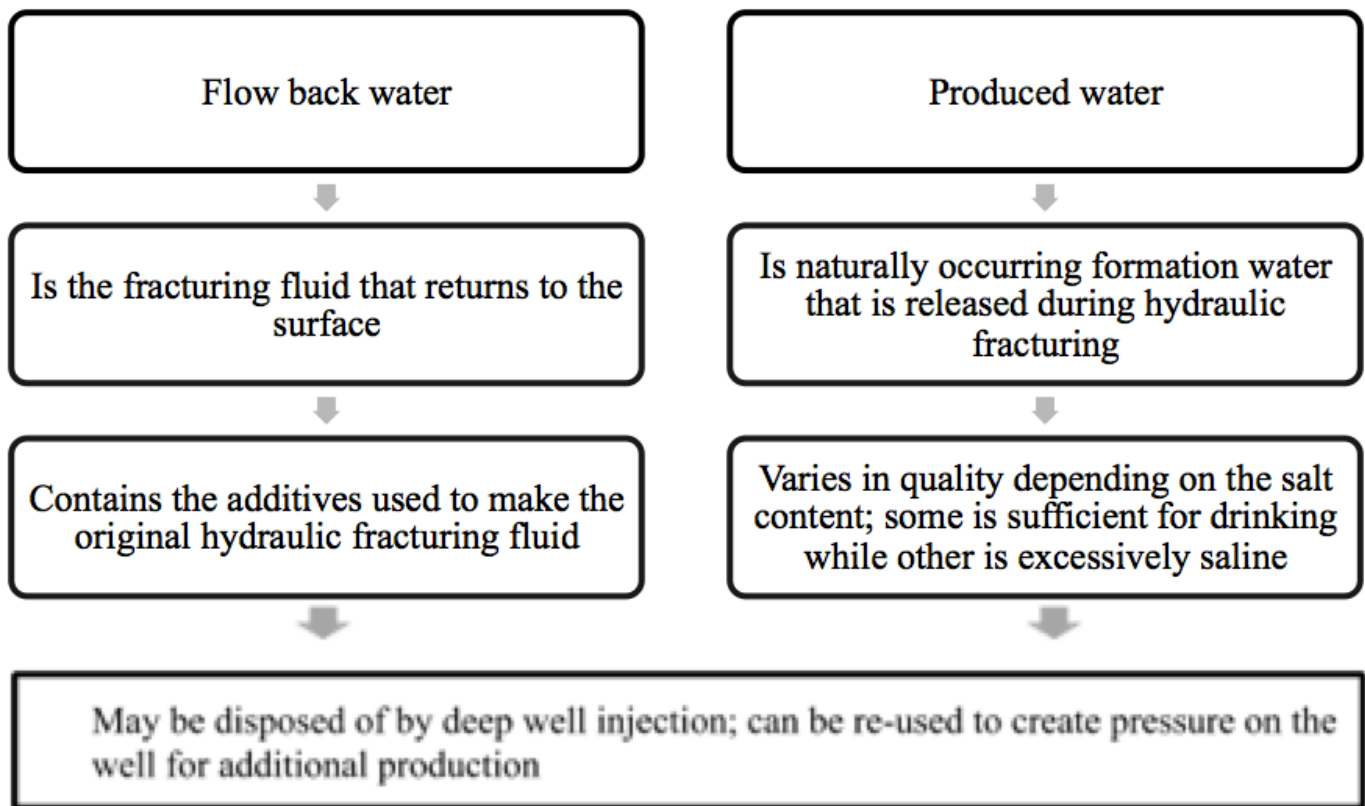 Flow back water
Produced water
Is the fracturing fluid that returns to the
surface
Is naturally occurring formation water
that is released during hydraulic
fracturing
Contains the additives used to make the
original hydraulic fracturing fluid
Varies in quality depending on the salt
content; some is sufficient for drinking
while other is excessively saline
May be disposed of by deep well injection; can be re-used to create pressure on the
well for additional production